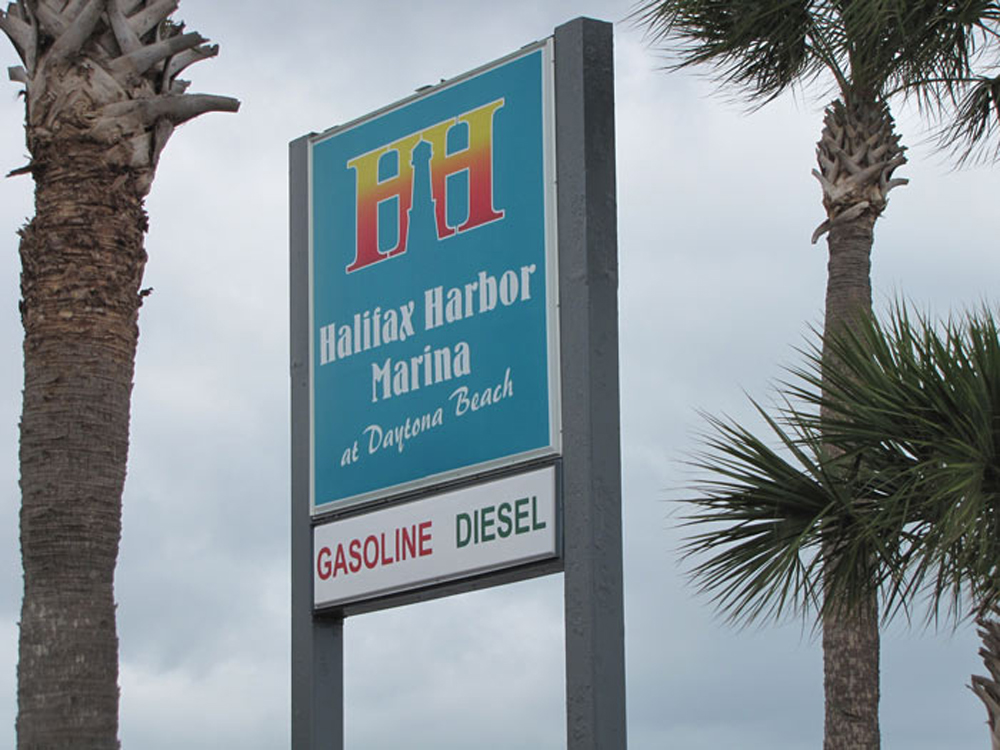 HH
Halifax Harbor
Marina
at Daytona Beach
GASOLINE DIESEL